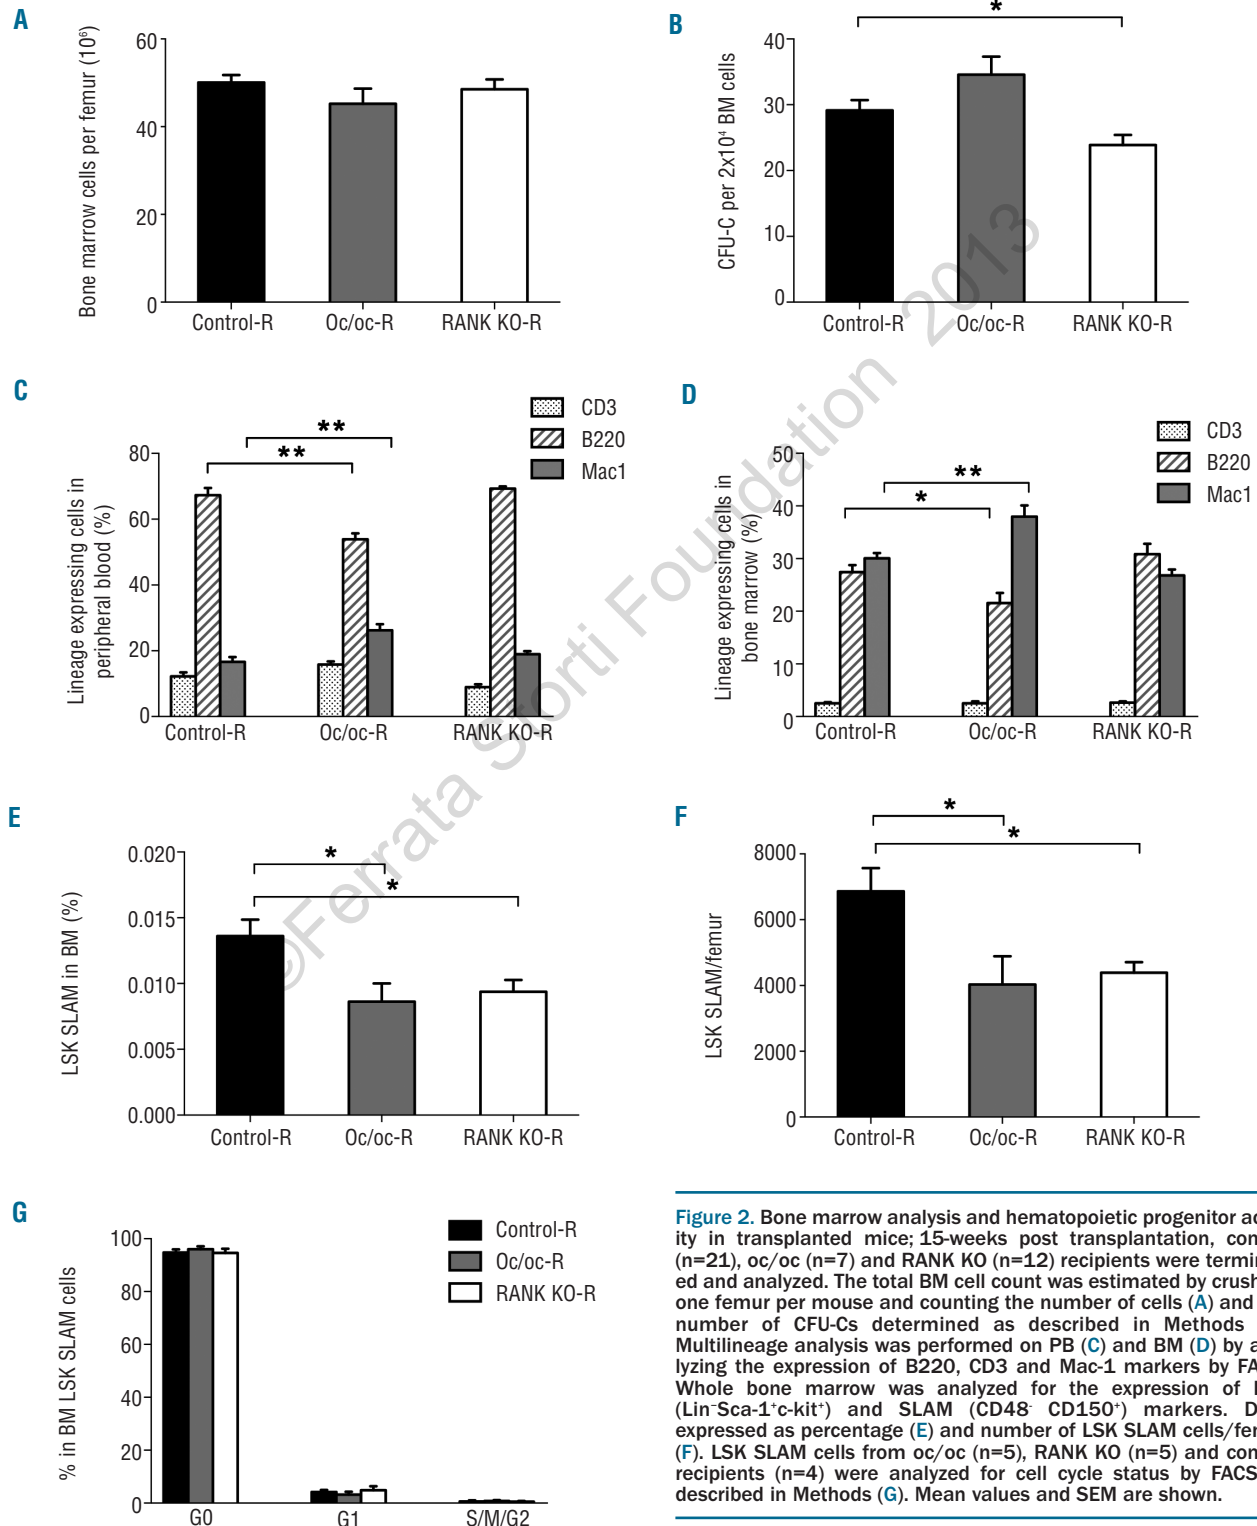 A
Bone marrow cells per femur (10⁶)
60
40
20
0
Control-R
Oc/oc-R
RANK KO-R
B
CFU-C per 2x10⁴ BM cells
40
30
20
10
0
*
Control-R
Oc/oc-R
RANK KO-R
C
Lineage expressing cells in
peripheral blood (%)
80
60
40
20
0
**
**
CD3
B220
Mac1
Control-R
Oc/oc-R
RANK KO-R
D
Lineage expressing cells in
bone marrow (%)
50
40
30
20
10
0
**
*
CD3
B220
Mac1
Control-R
Oc/oc-R
RANK KO-R
E
LSK SLAM in BM (%)
0.020
0.015
0.010
0.005
0.000
*
*
Control-R
Oc/oc-R
RANK KO-R
F
LSK SLAM/femur
8000
6000
4000
2000
0
*
*
Control-R
Oc/oc-R
RANK KO-R
G
% in BM LSK SLAM cells
100
80
60
40
20
0
Control-R
Oc/oc-R
RANK KO-R
G0
G1
S/M/G2
Figure 2. Bone marrow analysis and hematopoietic progenitor
ity in transplanted mice; 15-weeks post transplantation,
(n=21), oc/oc (n=7) and RANK KO (n=12) recipients were
ed and analyzed. The total BM cell count was estimated by
one femur per mouse and counting the number of cells (A) and
number of CFU-Cs determined as described in Methods
Multilineage analysis was performed on PB (C) and BM (D) by
lyzing the expression of B220, CD3 and Mac-1 markers by
Whole bone marrow was analyzed for the expression of
(Lin⁻Sca-1⁺c-kit⁺) and SLAM (CD48⁻ CD150⁺) markers.
expressed as percentage (E) and number of LSK SLAM
(F). LSK SLAM cells from oc/oc (n=5), RANK KO (n=5) and
recipients (n=4) were analyzed for cell cycle status by FACS
described in Methods (G). Mean values and SEM are shown.
©Ferrata Storti Foundation 2013